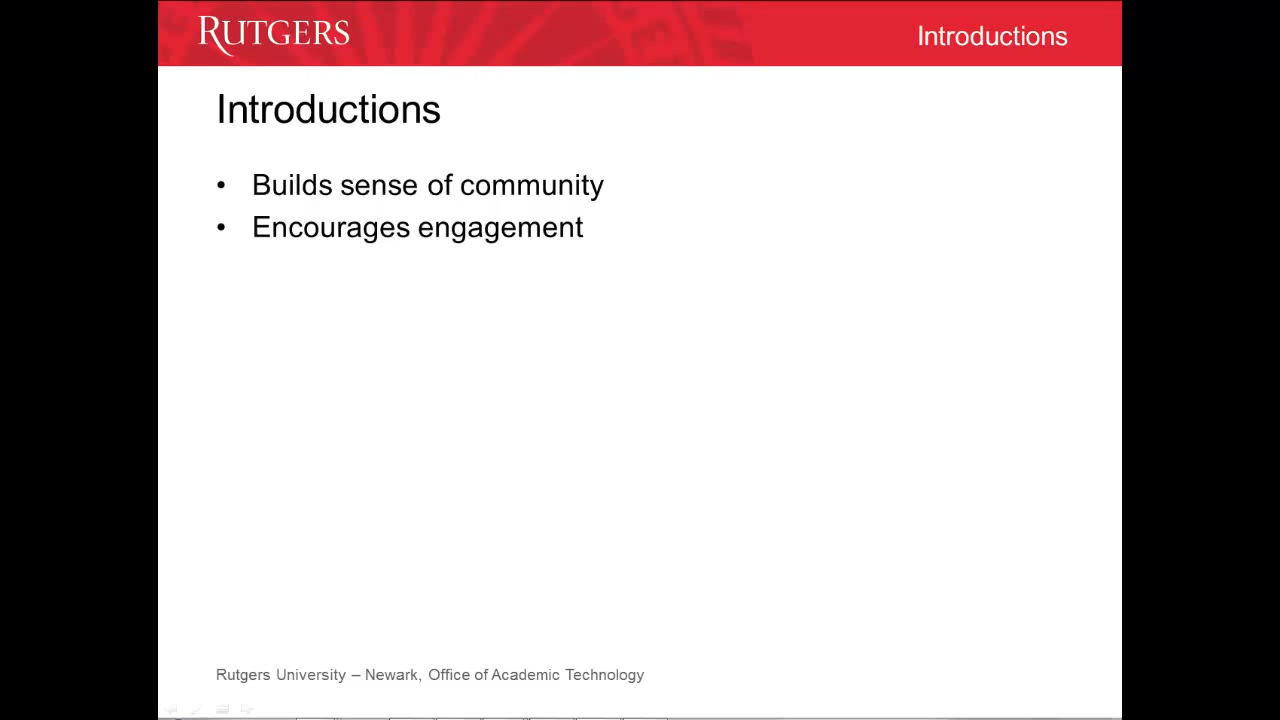 RUTGERS
Introductions
Introductions
• Builds sense of community
• Encourages engagement
Rutgers University – Newark, Office of Academic Technology